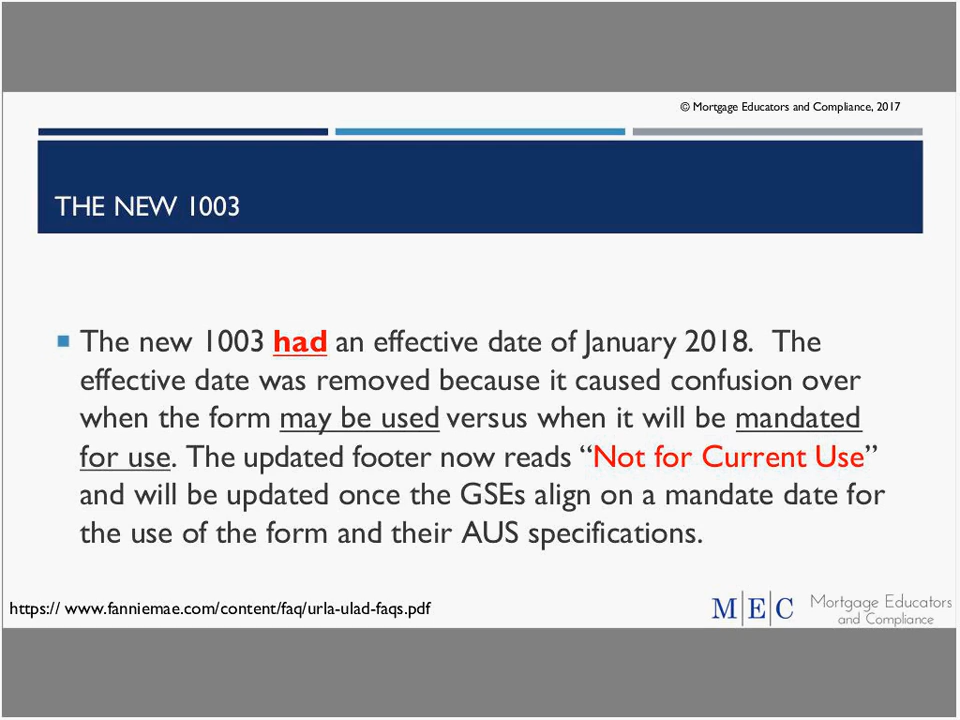 © Mortgage Educators and Compliance, 2017
THE NEW 1003
The new 1003 had an effective date of January 2018. The
effective date was removed because it caused confusion over
when the form may be used versus when it will be mandated
for use. The updated footer now reads “Not for Current Use”
and will be updated once the GSEs align on a mandate date for
the use of the form and their AUS specifications.
https:// www.fanniemae.com/content/faq/urla-ulad-faqs.pdf
M|E|C Mortgage Educators
and Compliance